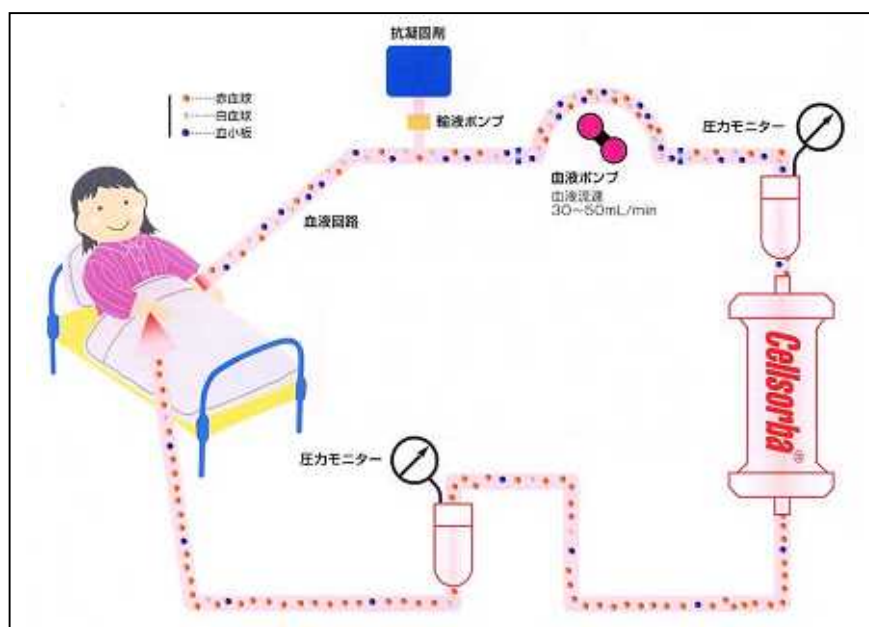 抗凝固剤
赤血球
白血球
血小板
輸液ポンプ
圧力モニター
血液ポンプ
血液流速
30〜50mL/min
血液回路
Cellsorba®
圧力モニター